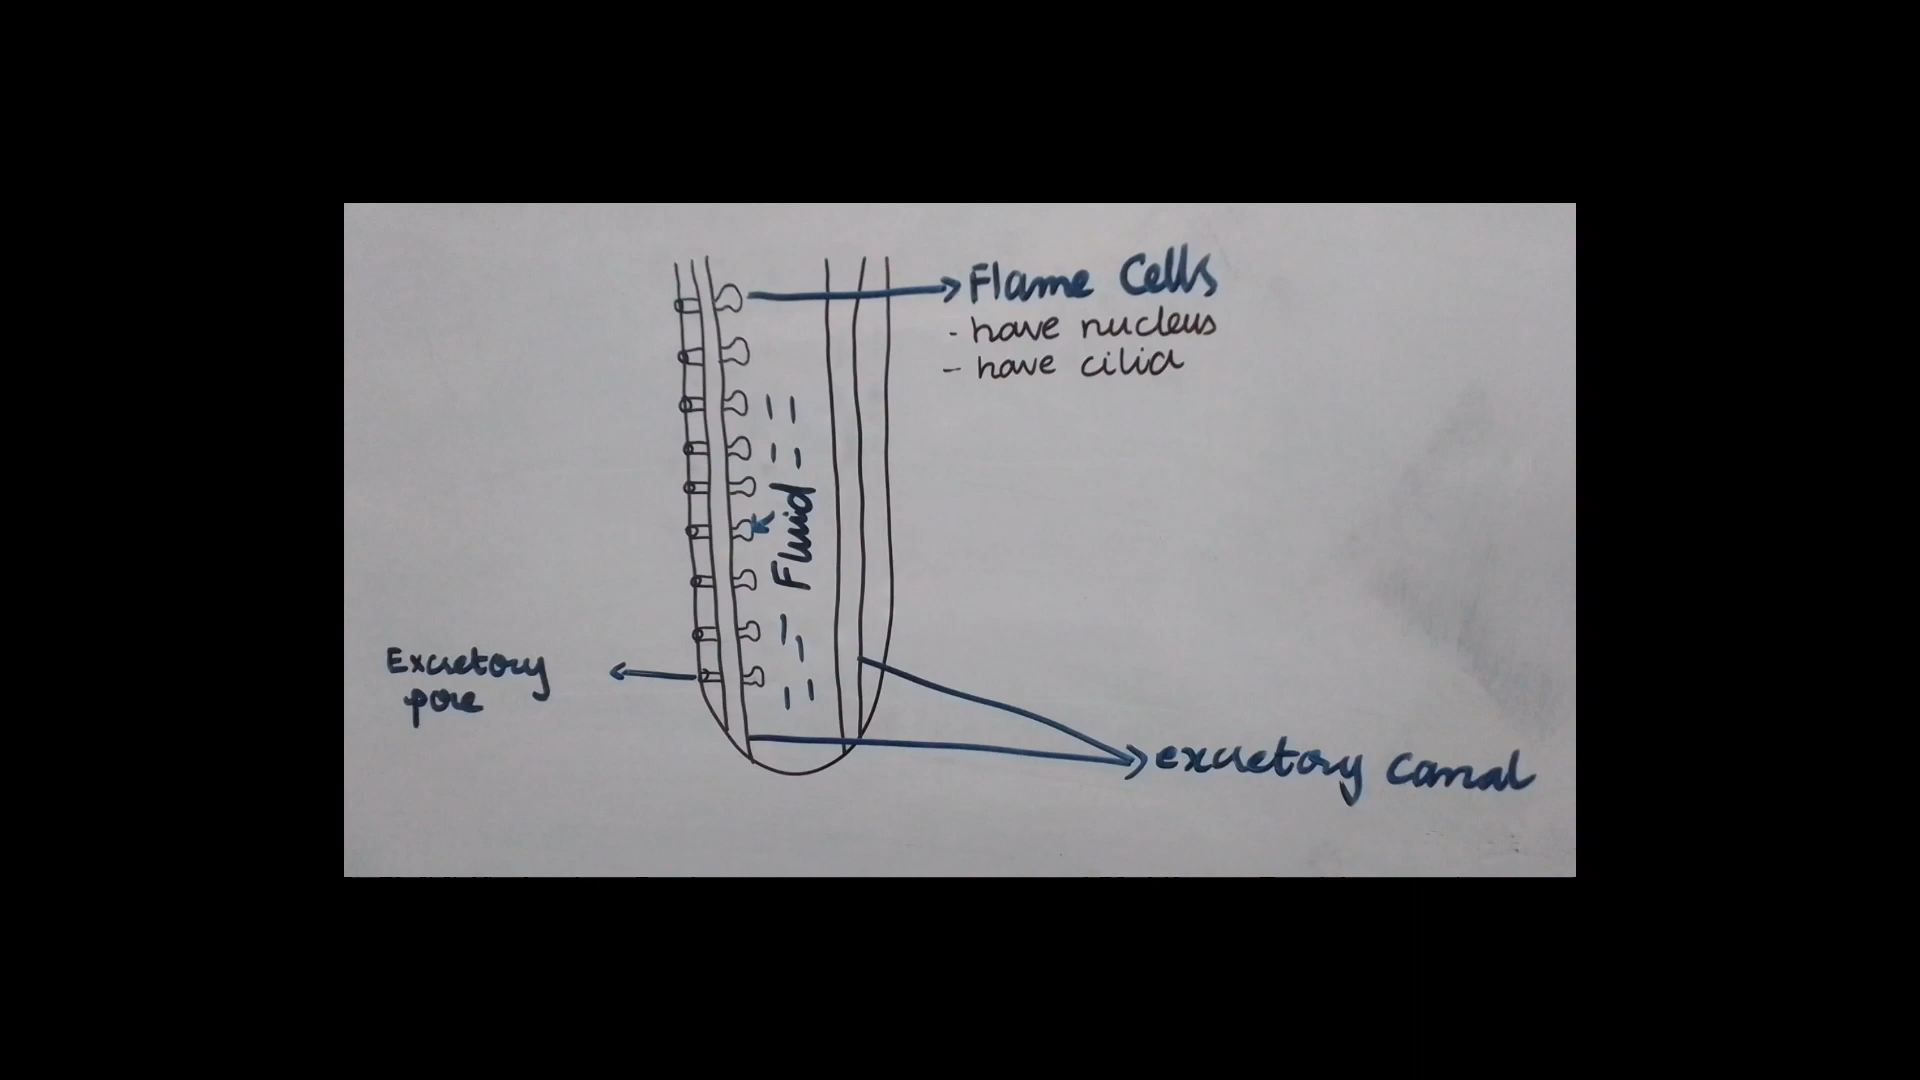 Flame Cells
- have nucleus
- have cilia
Fluid
Excretory
pore
excretory canal